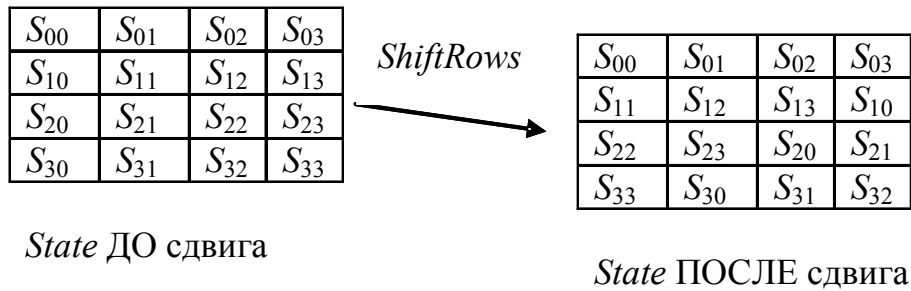 S00 S01 S02 S03
S10 S11 S12 S13
S20 S21 S22 S23
S30 S31 S32 S33
State ДО сдвига
ShiftRows
S00 S01 S02 S03
S11 S12 S13 S10
S22 S23 S20 S21
S33 S30 S31 S32
State ПОСЛЕ сдвига